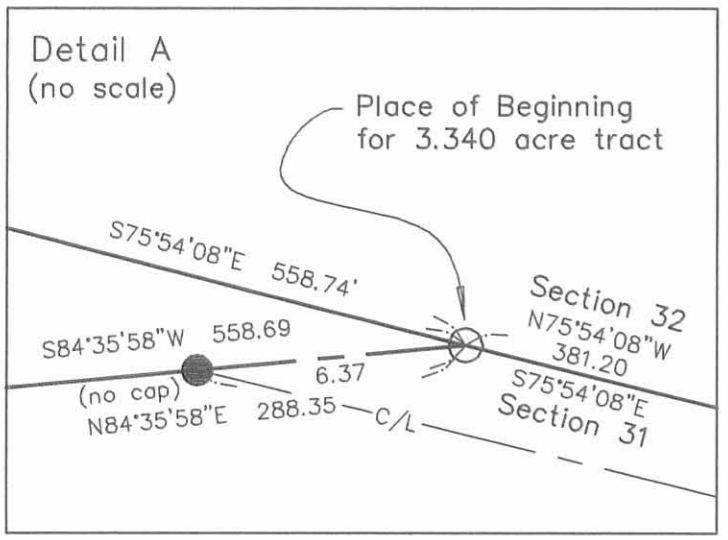 Detail A
(no scale)
Place of Beginning
for 3.340 acre tract
S75°54'08"E 558.74'
Section 32
N75°54'08"W
381.20
S84°35'58"W 558.69
6.37
S75°54'08"E
Section 31
(no cap)
N84°35'58"E 288.35
C/L